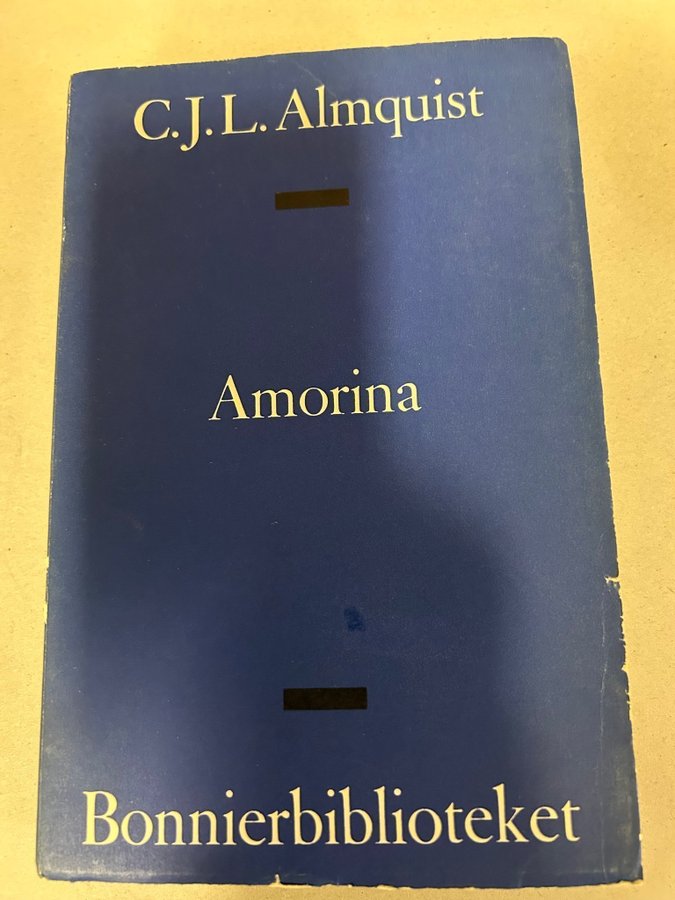 C.J.L. Almquist
Amorina
Bonnierbiblioteket